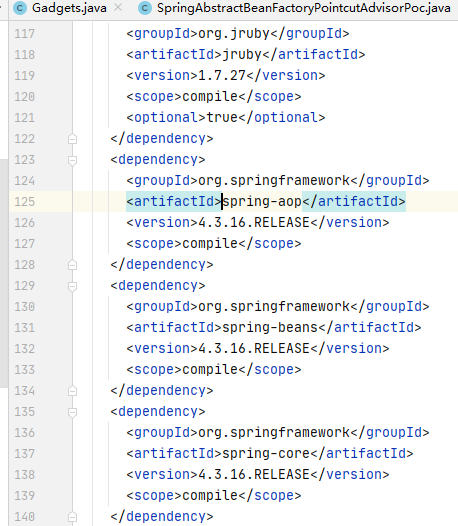 Gadgets.java × SpringAbstractBeanFactoryPointcutAdvisorPoc.java
117 <groupId>org.jruby</groupId>
118 <artifactId>jruby</artifactId>
119 <version>1.7.27</version>
120 <scope>compile</scope>
121 <optional>true</optional>
122 </dependency>
123 <dependency>
124 <groupId>org.springframework</groupId>
125 <artifactId>spring-aop</artifactId>
126 <version>4.3.16.RELEASE</version>
127 <scope>compile</scope>
128 </dependency>
129 <dependency>
130 <groupId>org.springframework</groupId>
131 <artifactId>spring-beans</artifactId>
132 <version>4.3.16.RELEASE</version>
133 <scope>compile</scope>
134 </dependency>
135 <dependency>
136 <groupId>org.springframework</groupId>
137 <artifactId>spring-core</artifactId>
138 <version>4.3.16.RELEASE</version>
139 <scope>compile</scope>
140 </dependency>